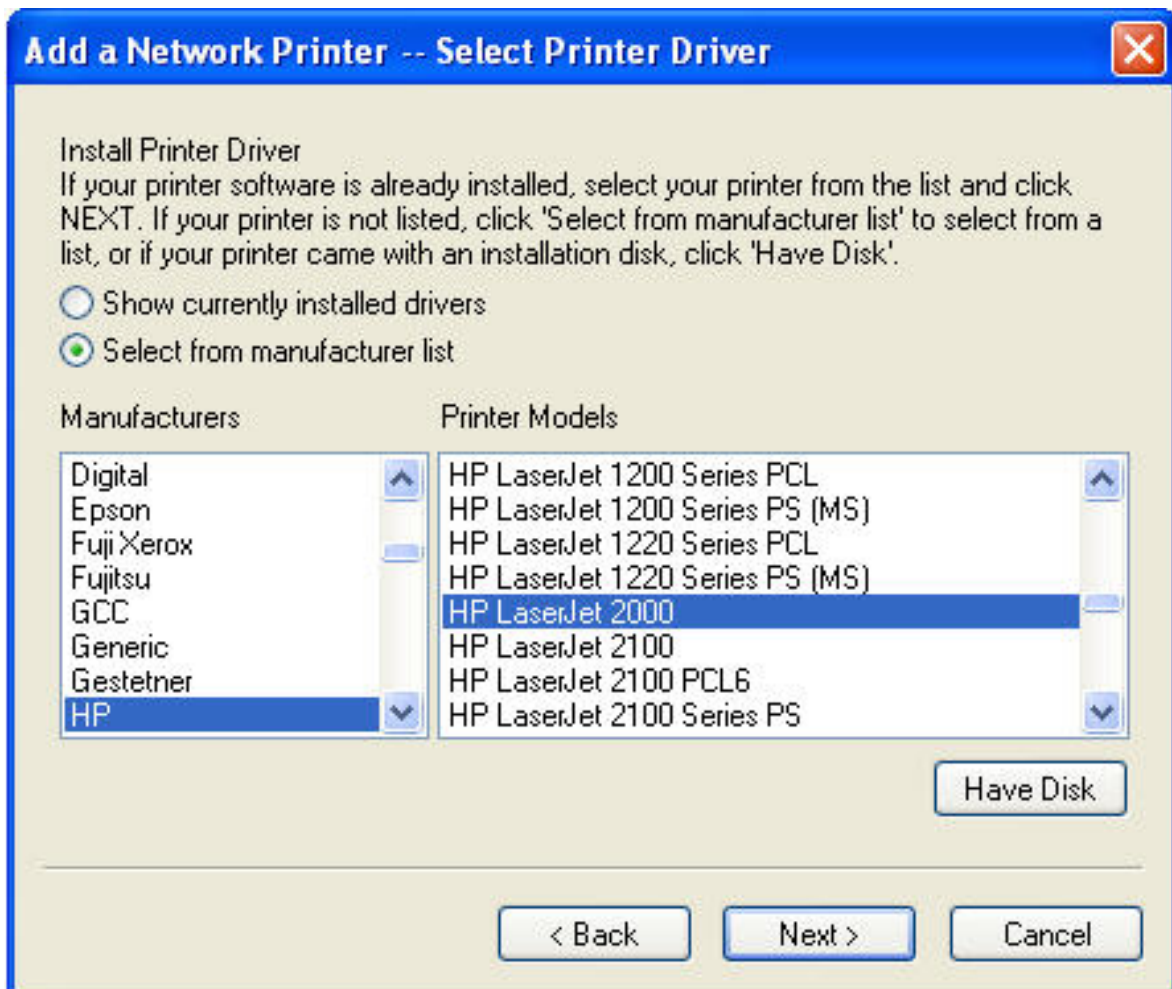 Add a Network Printer -- Select Printer Driver
Install Printer Driver
If your printer software is already installed, select your printer from the list and click
NEXT. If your printer is not listed, click 'Select from manufacturer list' to select from a
list, or if your printer came with an installation disk, click 'Have Disk'.
Show currently installed drivers
Select from manufacturer list
Manufacturers
Digital
Epson
Fuji Xerox
Fujitsu
GCC
Generic
Gestetner
HP
Printer Models
HP LaserJet 1200 Series PCL
HP LaserJet 1200 Series PS (MS)
HP LaserJet 1220 Series PCL
HP LaserJet 1220 Series PS (MS)
HP LaserJet 2000
HP LaserJet 2100
HP LaserJet 2100 PCL6
HP LaserJet 2100 Series PS
Have Disk
< Back
Next >
Cancel